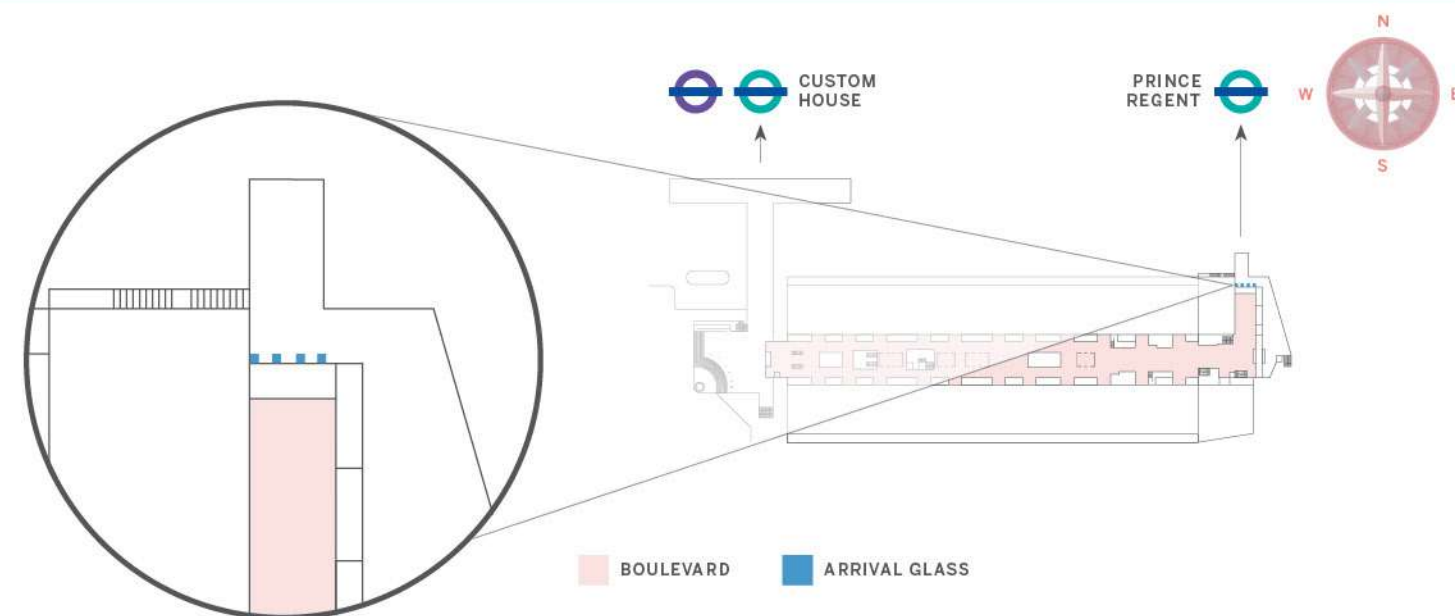 N
CUSTOM
HOUSE
PRINCE
REGENT
W
E
S
BOULEVARD
ARRIVAL GLASS